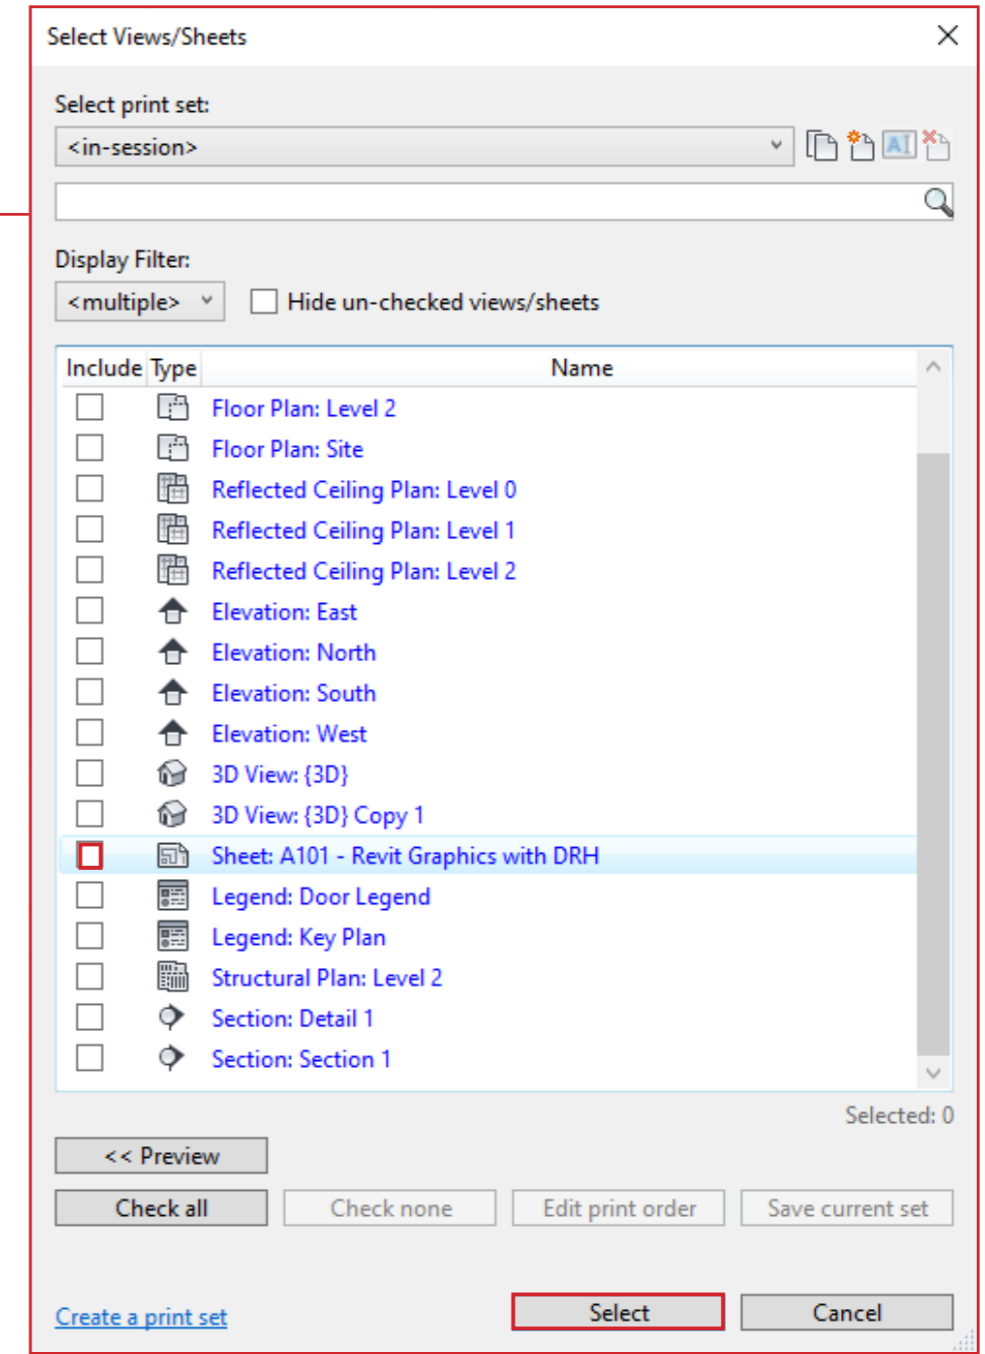 Select Views/Sheets
Select print set:
<in-session>
AI
Display Filter:
<multiple> Hide un-checked views/sheets
Include Type Name
Floor Plan: Level 2
Floor Plan: Site
Reflected Ceiling Plan: Level 0
Reflected Ceiling Plan: Level 1
Reflected Ceiling Plan: Level 2
Elevation: East
Elevation: North
Elevation: South
Elevation: West
3D View: {3D}
3D View: {3D} Copy 1
Sheet: A101 - Revit Graphics with DRH
Legend: Door Legend
Legend: Key Plan
Structural Plan: Level 2
Section: Detail 1
Section: Section 1
Selected: 0
<< Preview
Check all Check none Edit print order Save current set
Create a print set Select Cancel